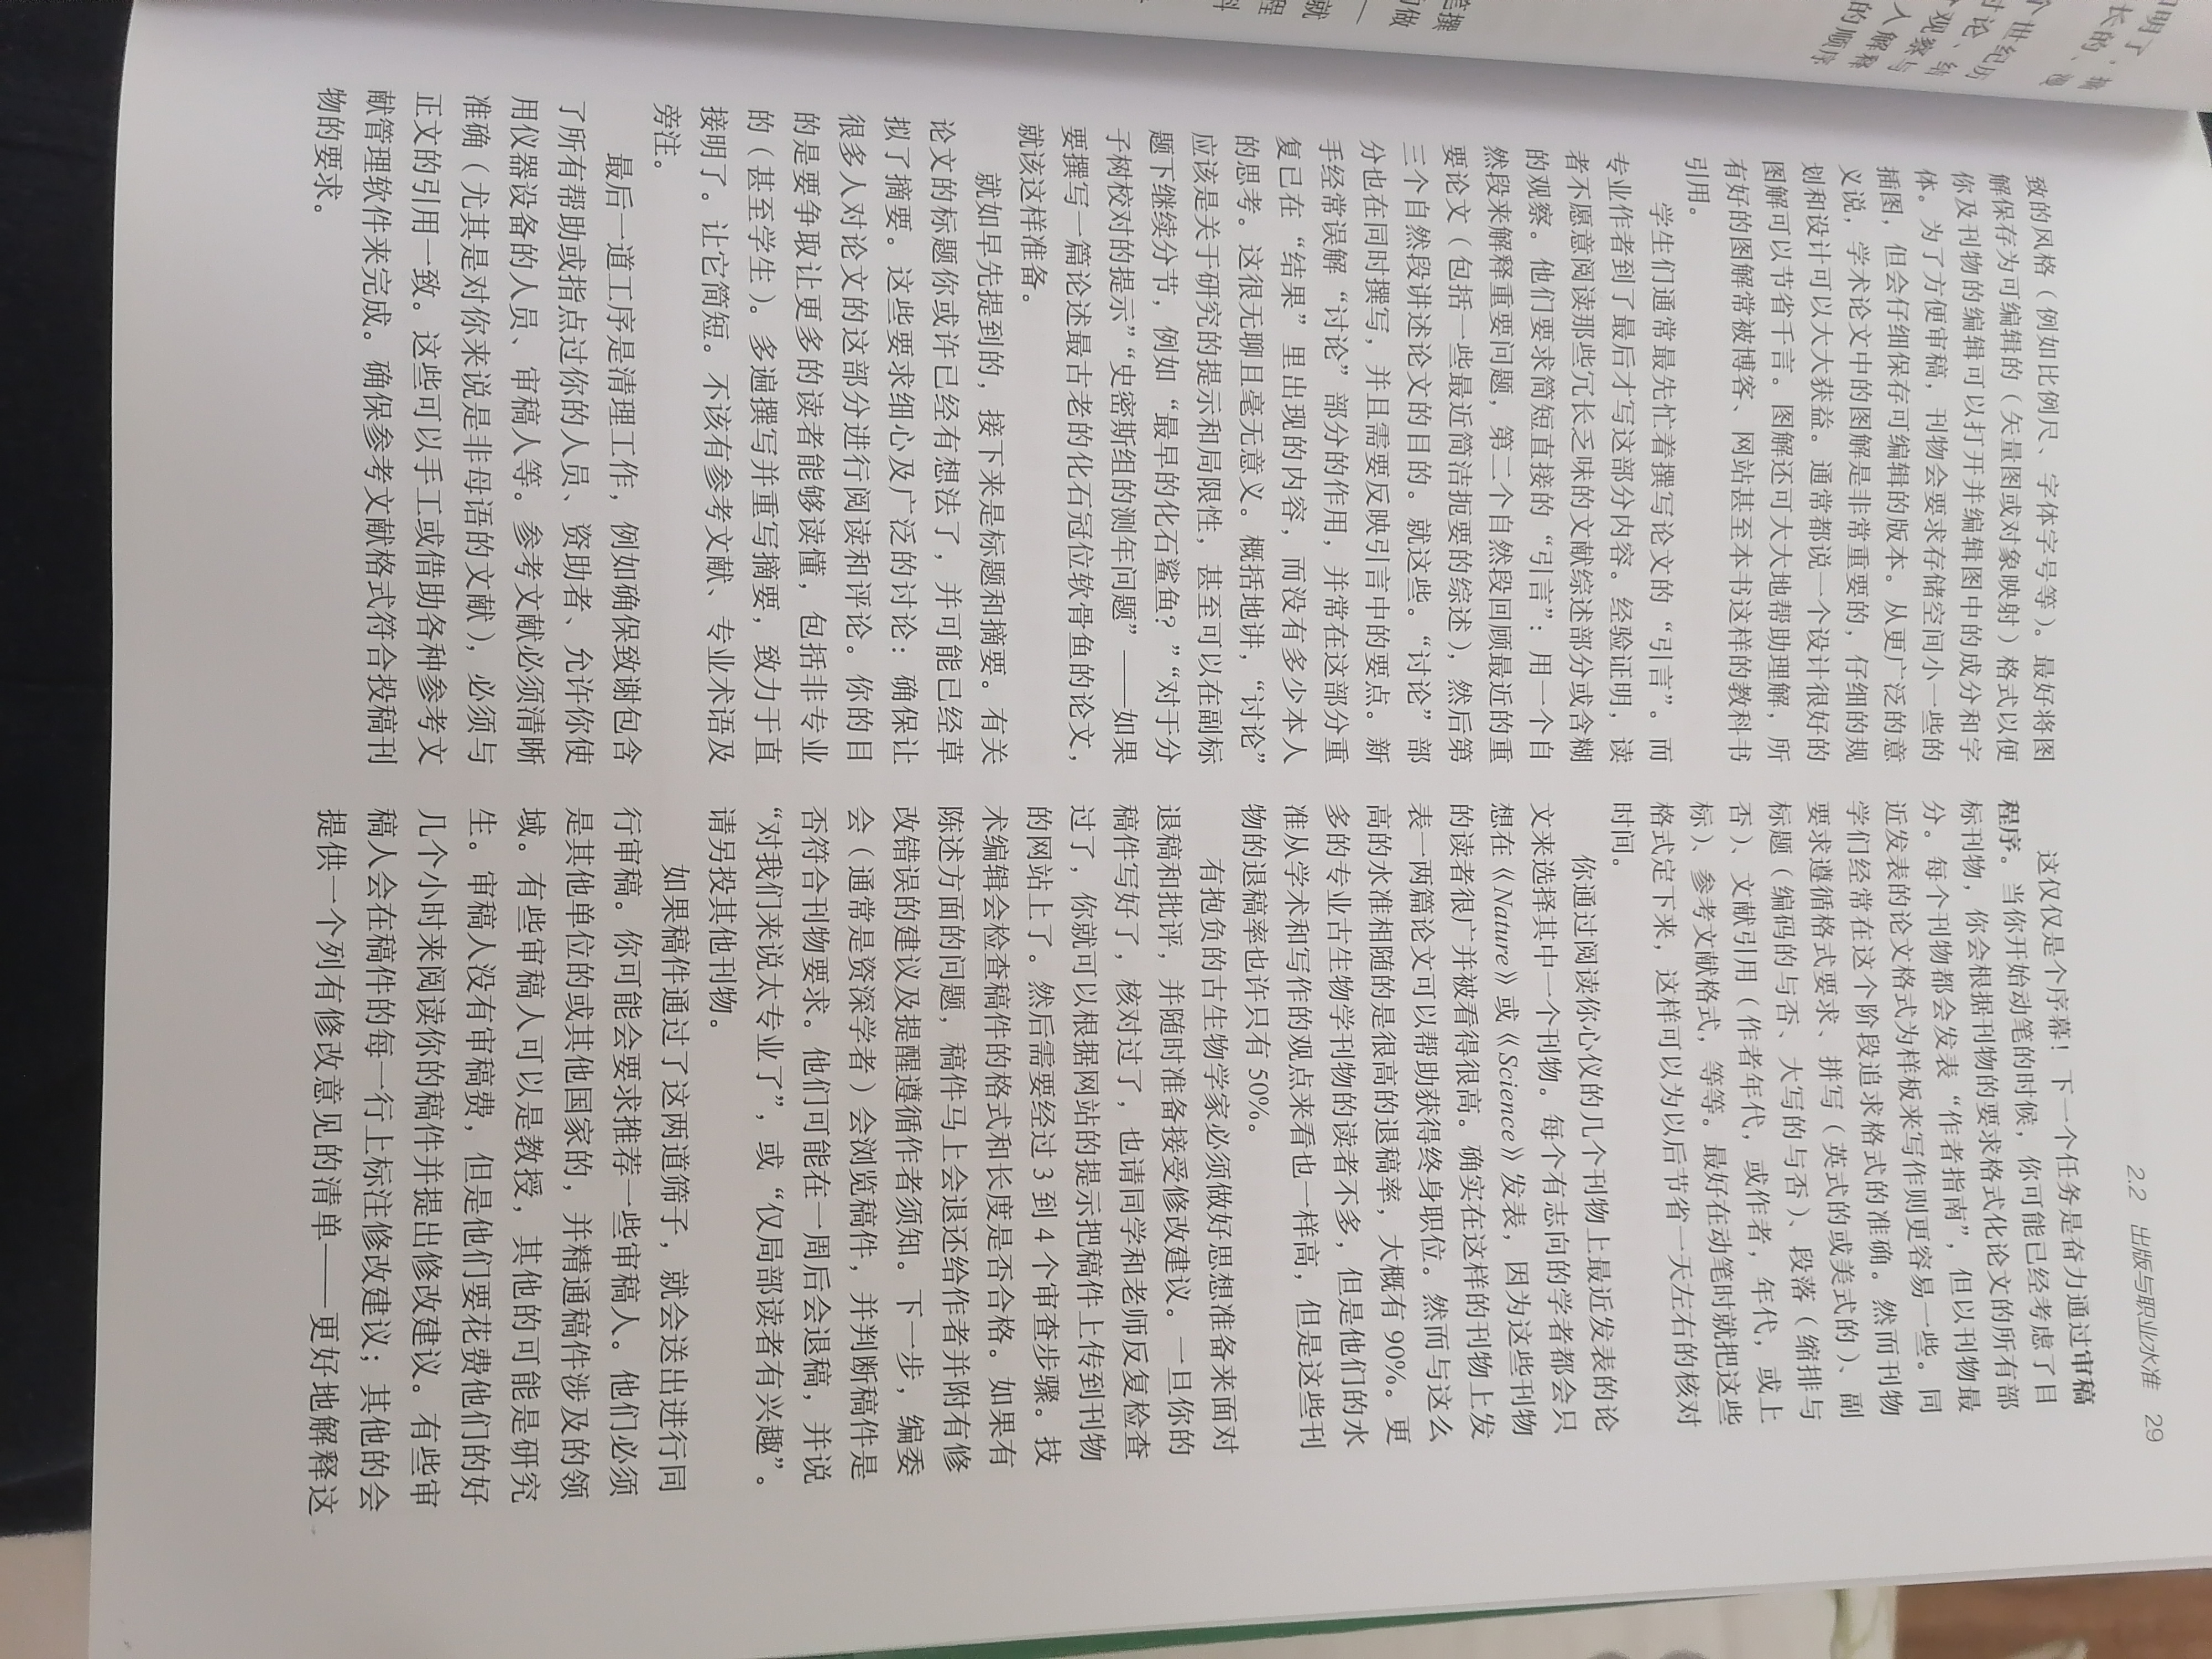 2.2 出版与职业水准 29
致的风格（例如比例尺、字体字号等）。最好将图
解保存为可编辑的（矢量图或对象映射）格式以便
你及刊物的编辑可以打开并编辑图中的成分和字
体。为了方便审稿，刊物会要求存储空间小一些的
插图，但会仔细保存可编辑的版本。从更广泛的意
义说，学术论文中的图解是非常重要的，仔细的规
划和设计可以大大获益。通常都说一个设计很好的
图解可以节省千言。图解还可大大地帮助理解，所
有好的图解常被博客、网站甚至本书这样的教科书
引用。
学生们通常最先忙着撰写论文的“引言”。而
专业作者到了最后才写这部分内容。经验证明，读
者不愿意阅读那些冗长乏味的文献综述部分或含糊
的观察。他们要求简短直接的“引言”：用一个自
然段来解释重要问题，第二个自然段回顾最近的重
要论文（包括一些最近简洁扼要的综述），然后第
三个自然段讲述论文的目的。就这些。“讨论”部
分也在同时撰写，并且需要反映引言中的要点。新
手经常误解“讨论”部分的作用，并常在这部分重
复已在“结果”里出现的内容，而没有多少本人
的思考。这很无聊且毫无意义。概括地讲，“讨论”
应该是关于研究的提示和局限性，甚至可以在副标
题下继续分节，例如“最早的化石鲨鱼？”“对于分
子树校对的提示”“史密斯组的测年问题”——如果
要撰写一篇论述最古老的化石冠位软骨鱼的论文，
就该这样准备。
就如早先提到的，接下来是标题和摘要。有关
论文的标题你或许已经有想法了，并可能已经草
拟了摘要。这些要求细心及广泛的讨论：确保让
很多人对论文的这部分进行阅读和评论。你的目
的是要争取让更多的读者能够读懂，包括非专业
的（甚至学生）。多遍撰写并重写摘要，致力于直
接明了。让它简短。不该有参考文献、专业术语及
旁注。
最后一道工序是清理工作，例如确保致谢包含
了所有帮助或指点过你的人员、资助者、允许你使
用仪器设备的人员、审稿人等。参考文献必须清晰
准确（尤其是对你来说是非母语的文献），必须与
正文的引用一致。这些可以手工或借助各种参考文
献管理软件来完成。确保参考文献格式符合投稿刊
物的要求。
这仅仅是个序幕！下一个任务是奋力通过审稿
程序。当你开始动笔的时候，你可能已经考虑了目
标刊物，你会根据刊物的要求格式化论文的所有部
分。每个刊物都会发表“作者指南”，但以刊物最
近发表的论文格式为样板来写作则更容易一些。同
学们经常在这个阶段追求格式的准确。然而刊物
要求遵循格式要求、拼写（英式的或美式的）、副
标题（编码的与否、大写的与否）、段落（缩排与
否）、文献引用（作者年代，或作者，年代，或上
标）、参考文献格式，等等。最好在动笔时就把这些
格式定下来，这样可以为以后节省一天左右的核对
时间。
你通过阅读你心仪的几个刊物上最近发表的论
文来选择其中一个刊物。每个有志向的学者都会只
想在《Nature》或《Science》发表，因为这些刊物
的读者很广并被看得很高。确实在这样的刊物上发
表一两篇论文可以帮助获得终身职位。然而与这么
高的水准相随的是很高的退稿率，大概有 90%。更
多的专业古生物学刊物的读者不多，但是他们的水
准从学术和写作的观点来看也一样高，但是这些刊
物的退稿率也许只有 50%。
有抱负的古生物学家必须做好思想准备来面对
退稿和批评，并随时准备接受修改建议。一旦你的
稿件写好了，核对过了，也请同学和老师反复检查
过了，你就可以根据网站的提示把稿件上传到刊物
的网站上了。然后需要经过 3 到 4 个审查步骤。技
术编辑会检查稿件的格式和长度是否合格。如果有
陈述方面的问题，稿件马上会退还给作者并附有修
改错误的建议及提醒遵循作者须知。下一步，编委
会（通常是资深学者）会浏览稿件，并判断稿件是
否符合刊物要求。他们可能在一周后会退稿，并说
“对我们来说太专业了”，或“仅局部读者有兴趣”。
请另投其他刊物。
如果稿件通过了这两道筛子，就会送出进行同
行审稿。你可能会要求推荐一些审稿人。他们必须
是其他单位的或其他国家的，并精通稿件涉及的领
域。有些审稿人可以是教授，其他的可能是研究
生。审稿人没有审稿费，但是他们要花费他们的好
几个小时来阅读你的稿件并提出修改建议。有些审
稿人会在稿件的每一行上标注修改建议；其他的会
提供一个列有修改意见的清单——更好地解释这